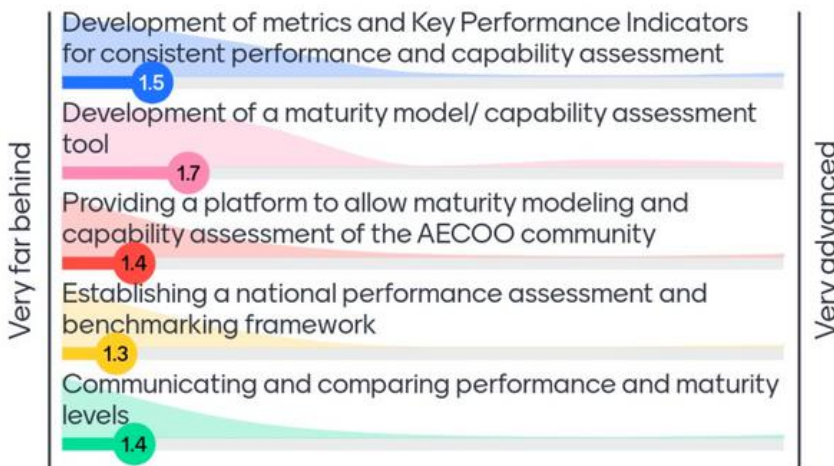 Development of metrics and Key Performance Indicators
for consistent performance and capability assessment
1.5
Development of a maturity model/ capability assessment
tool
1.7
Providing a platform to allow maturity modeling and
capability assessment of the AECOO community
1.4
Establishing a national performance assessment and
benchmarking framework
1.3
Communicating and comparing performance and maturity
levels
1.4
Very far behind
Very advanced